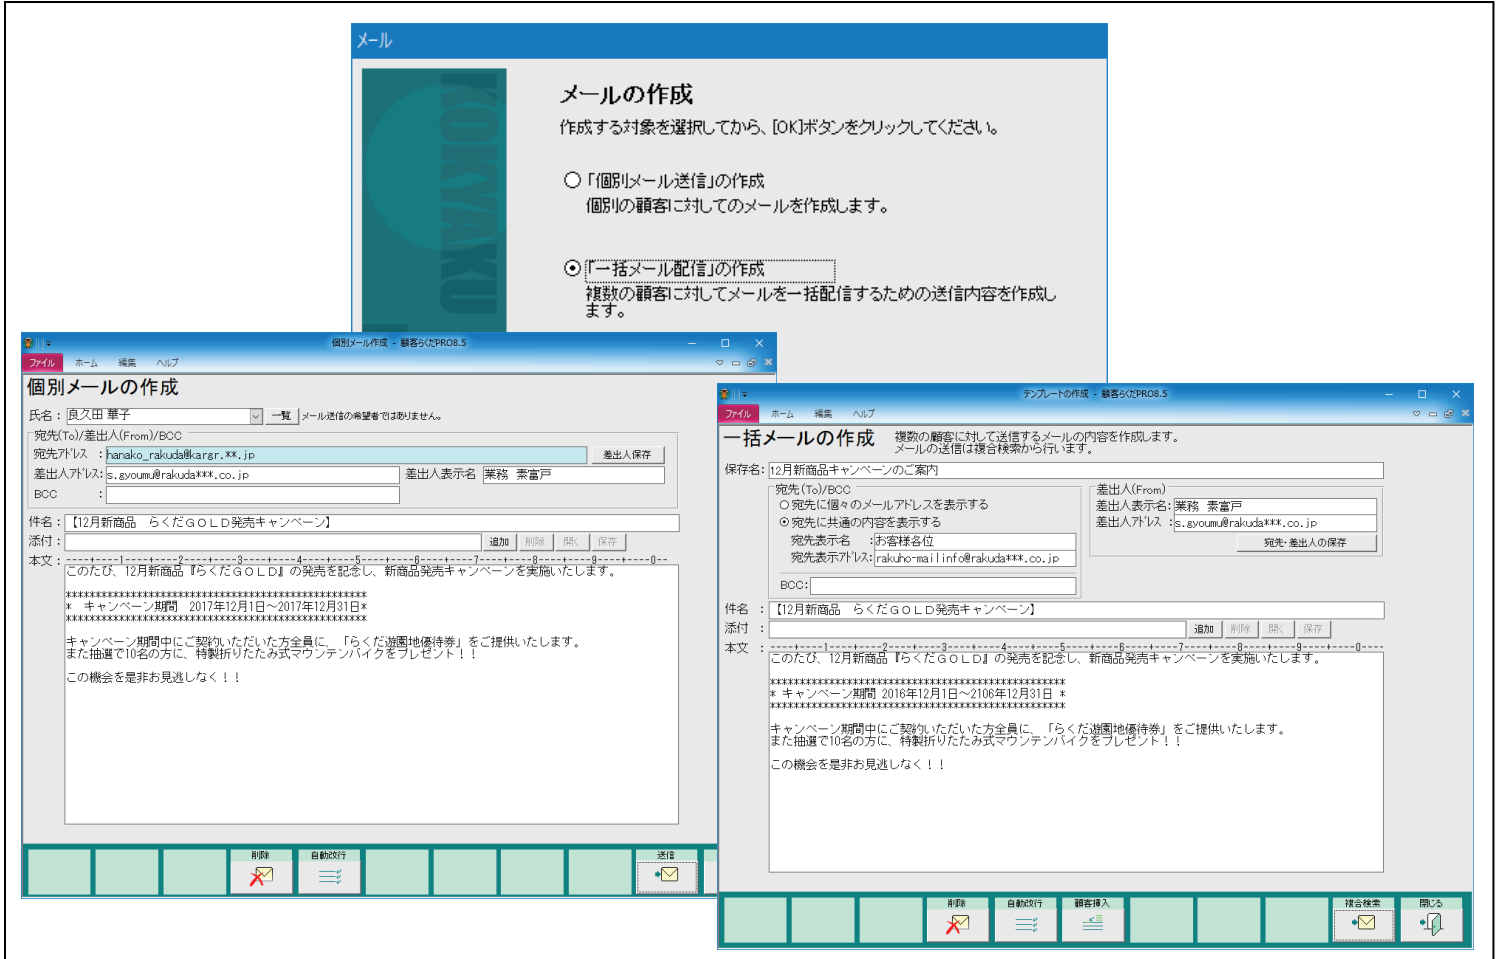 メール
KOKYAKU
メールの作成
作成する対象を選択してから、[OK]ボタンをクリックしてください。
「個別メール送信」の作成
個別の顧客に対してのメールを作成します。
「一括メール配信」の作成
複数の顧客に対してメールを一括配信するための送信内容を作成し
ます。
個別メール作成 - 顧客らくだPRO8.5
ファイル ホーム 編集 ヘルプ
個別メールの作成
氏名： 良久田 華子 一覧 メール送信の希望者ではありません。
宛先(To)/差出人(From)/BCC
宛先アドレス ： hanako_rakuda@kargr.**.jp 差出人保存
差出人アドレス： s.gyoumu@rakuda***.co.jp 差出人表示名 業務 素富戸
BCC ：
件名： 【12月新商品 らくだＧＯＬＤ発売キャンペーン】
添付： 追加 削除 開く 保存
本文： ----+----1----+----2----+----3----+----4----+----5----+----6----+----7----+----8----+----9----+----0--
このたび、12月新商品『らくだＧＯＬＤ』の発売を記念し、新商品発売キャンペーンを実施いたします。
**************************************************
* キャンペーン期間 2017年12月1日～2017年12月31日*
**************************************************
キャンペーン期間中にご契約いただいた方全員に、「らくだ遊園地優待券」をご提供いたします。
また抽選で10名の方に、特製折りたたみ式マウンテンバイクをプレゼント！！
この機会を是非お見逃しなく！！
削除 自動改行 送信
テンプレートの作成 - 顧客らくだPRO8.5
ファイル ホーム 編集 ヘルプ
一括メールの作成 複数の顧客に対して送信するメールの内容を作成します。
メールの送信は複合検索から行います。
保存名： 12月新商品キャンペーンのご案内
宛先(To)/BCC
宛先に個々のメールアドレスを表示する
宛先に共通の内容を表示する
宛先表示名 ： お客様各位
宛先表示アドレス： rakuho-mailinfo@rakuda***.co.jp
BCC：
差出人(From)
差出人表示名： 業務 素富戸
差出人アドレス ： s.gyoumu@rakuda***.co.jp
宛先・差出人の保存
件名 ： 【12月新商品 らくだＧＯＬＤ発売キャンペーン】
添付 ： 追加 削除 開く 保存
本文 ： ----+----1----+----2----+----3----+----4----+----5----+----6----+----7----+----8----+----9----+----0----
このたび、12月新商品『らくだＧＯＬＤ』の発売を記念し、新商品発売キャンペーンを実施いたします。
**************************************************
* キャンペーン期間 2016年12月1日～2106年12月31日 *
**************************************************
キャンペーン期間中にご契約いただいた方全員に、「らくだ遊園地優待券」をご提供いたします。
また抽選で10名の方に、特製折りたたみ式マウンテンバイクをプレゼント！！
この機会を是非お見逃しなく！！
削除 自動改行 顧客挿入 複合検索 閉じる